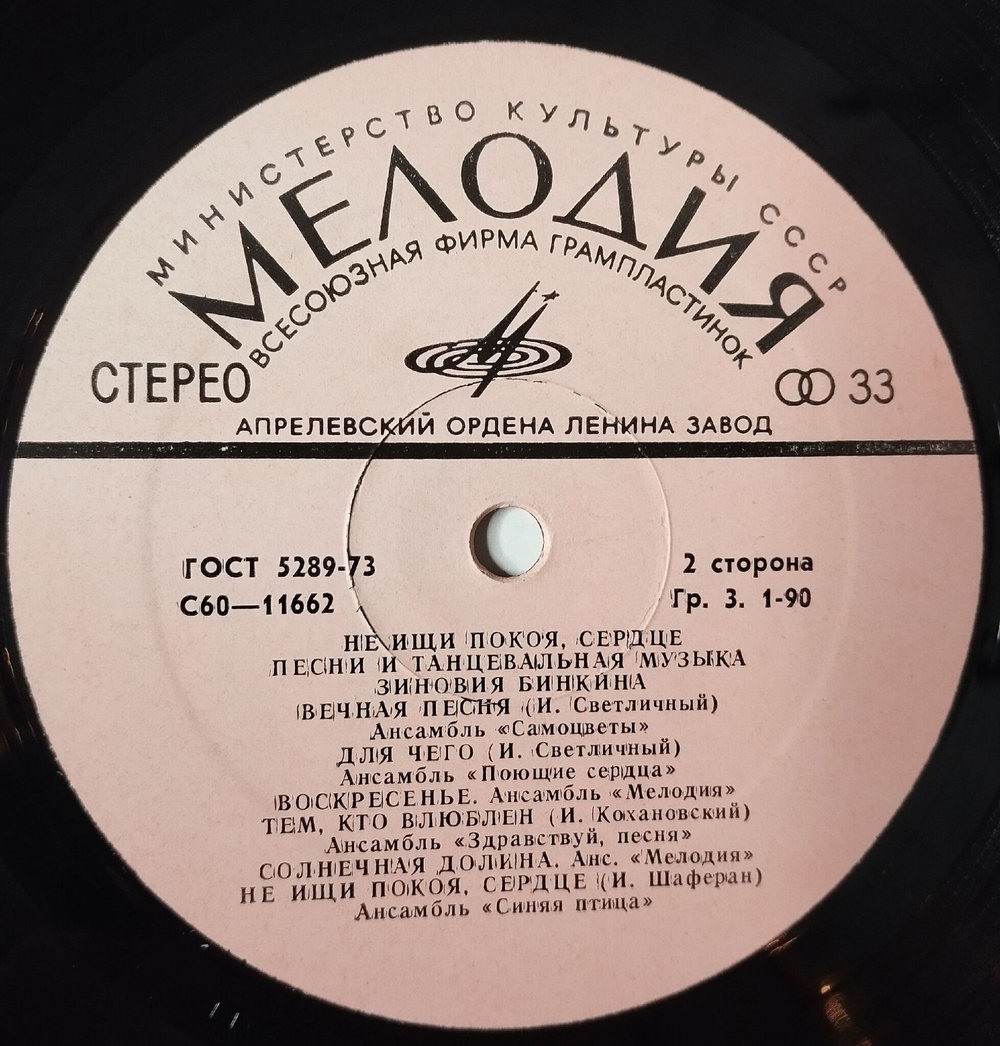 МИНИСТЕРСТВО КУЛЬТУРЫ СССР
МЕЛОДИЯ
ВСЕСОЮЗНАЯ ФИРМА ГРАМПЛАСТИНОК
СТЕРЕО
33
АПРЕЛЕВСКИЙ ОРДЕНА ЛЕНИНА ЗАВОД
ГОСТ 5289-73
2 сторона
С60—11662
Гр. 3. 1-90
НЕ ИЩИ ПОКОЯ, СЕРДЦЕ
ПЕСНИ И ТАНЦЕВАЛЬНАЯ МУЗЫКА
ЗИНОВИЯ БИНКИНА
ВЕЧНАЯ ПЕСНЯ (И. Светличный)
Ансамбль «Самоцветы»
ДЛЯ ЧЕГО (И. Светличный)
Ансамбль «Поющие сердца»
ВОСКРЕСЕНЬЕ. Ансамбль «Мелодия»
ТЕМ, КТО ВЛЮБЛЕН (И. Кохановский)
Ансамбль «Здравствуй, песня»
СОЛНЕЧНАЯ ДОЛИНА. Анс. «Мелодия»
НЕ ИЩИ ПОКОЯ, СЕРДЦЕ (И. Шаферан)
Ансамбль «Синяя птица»